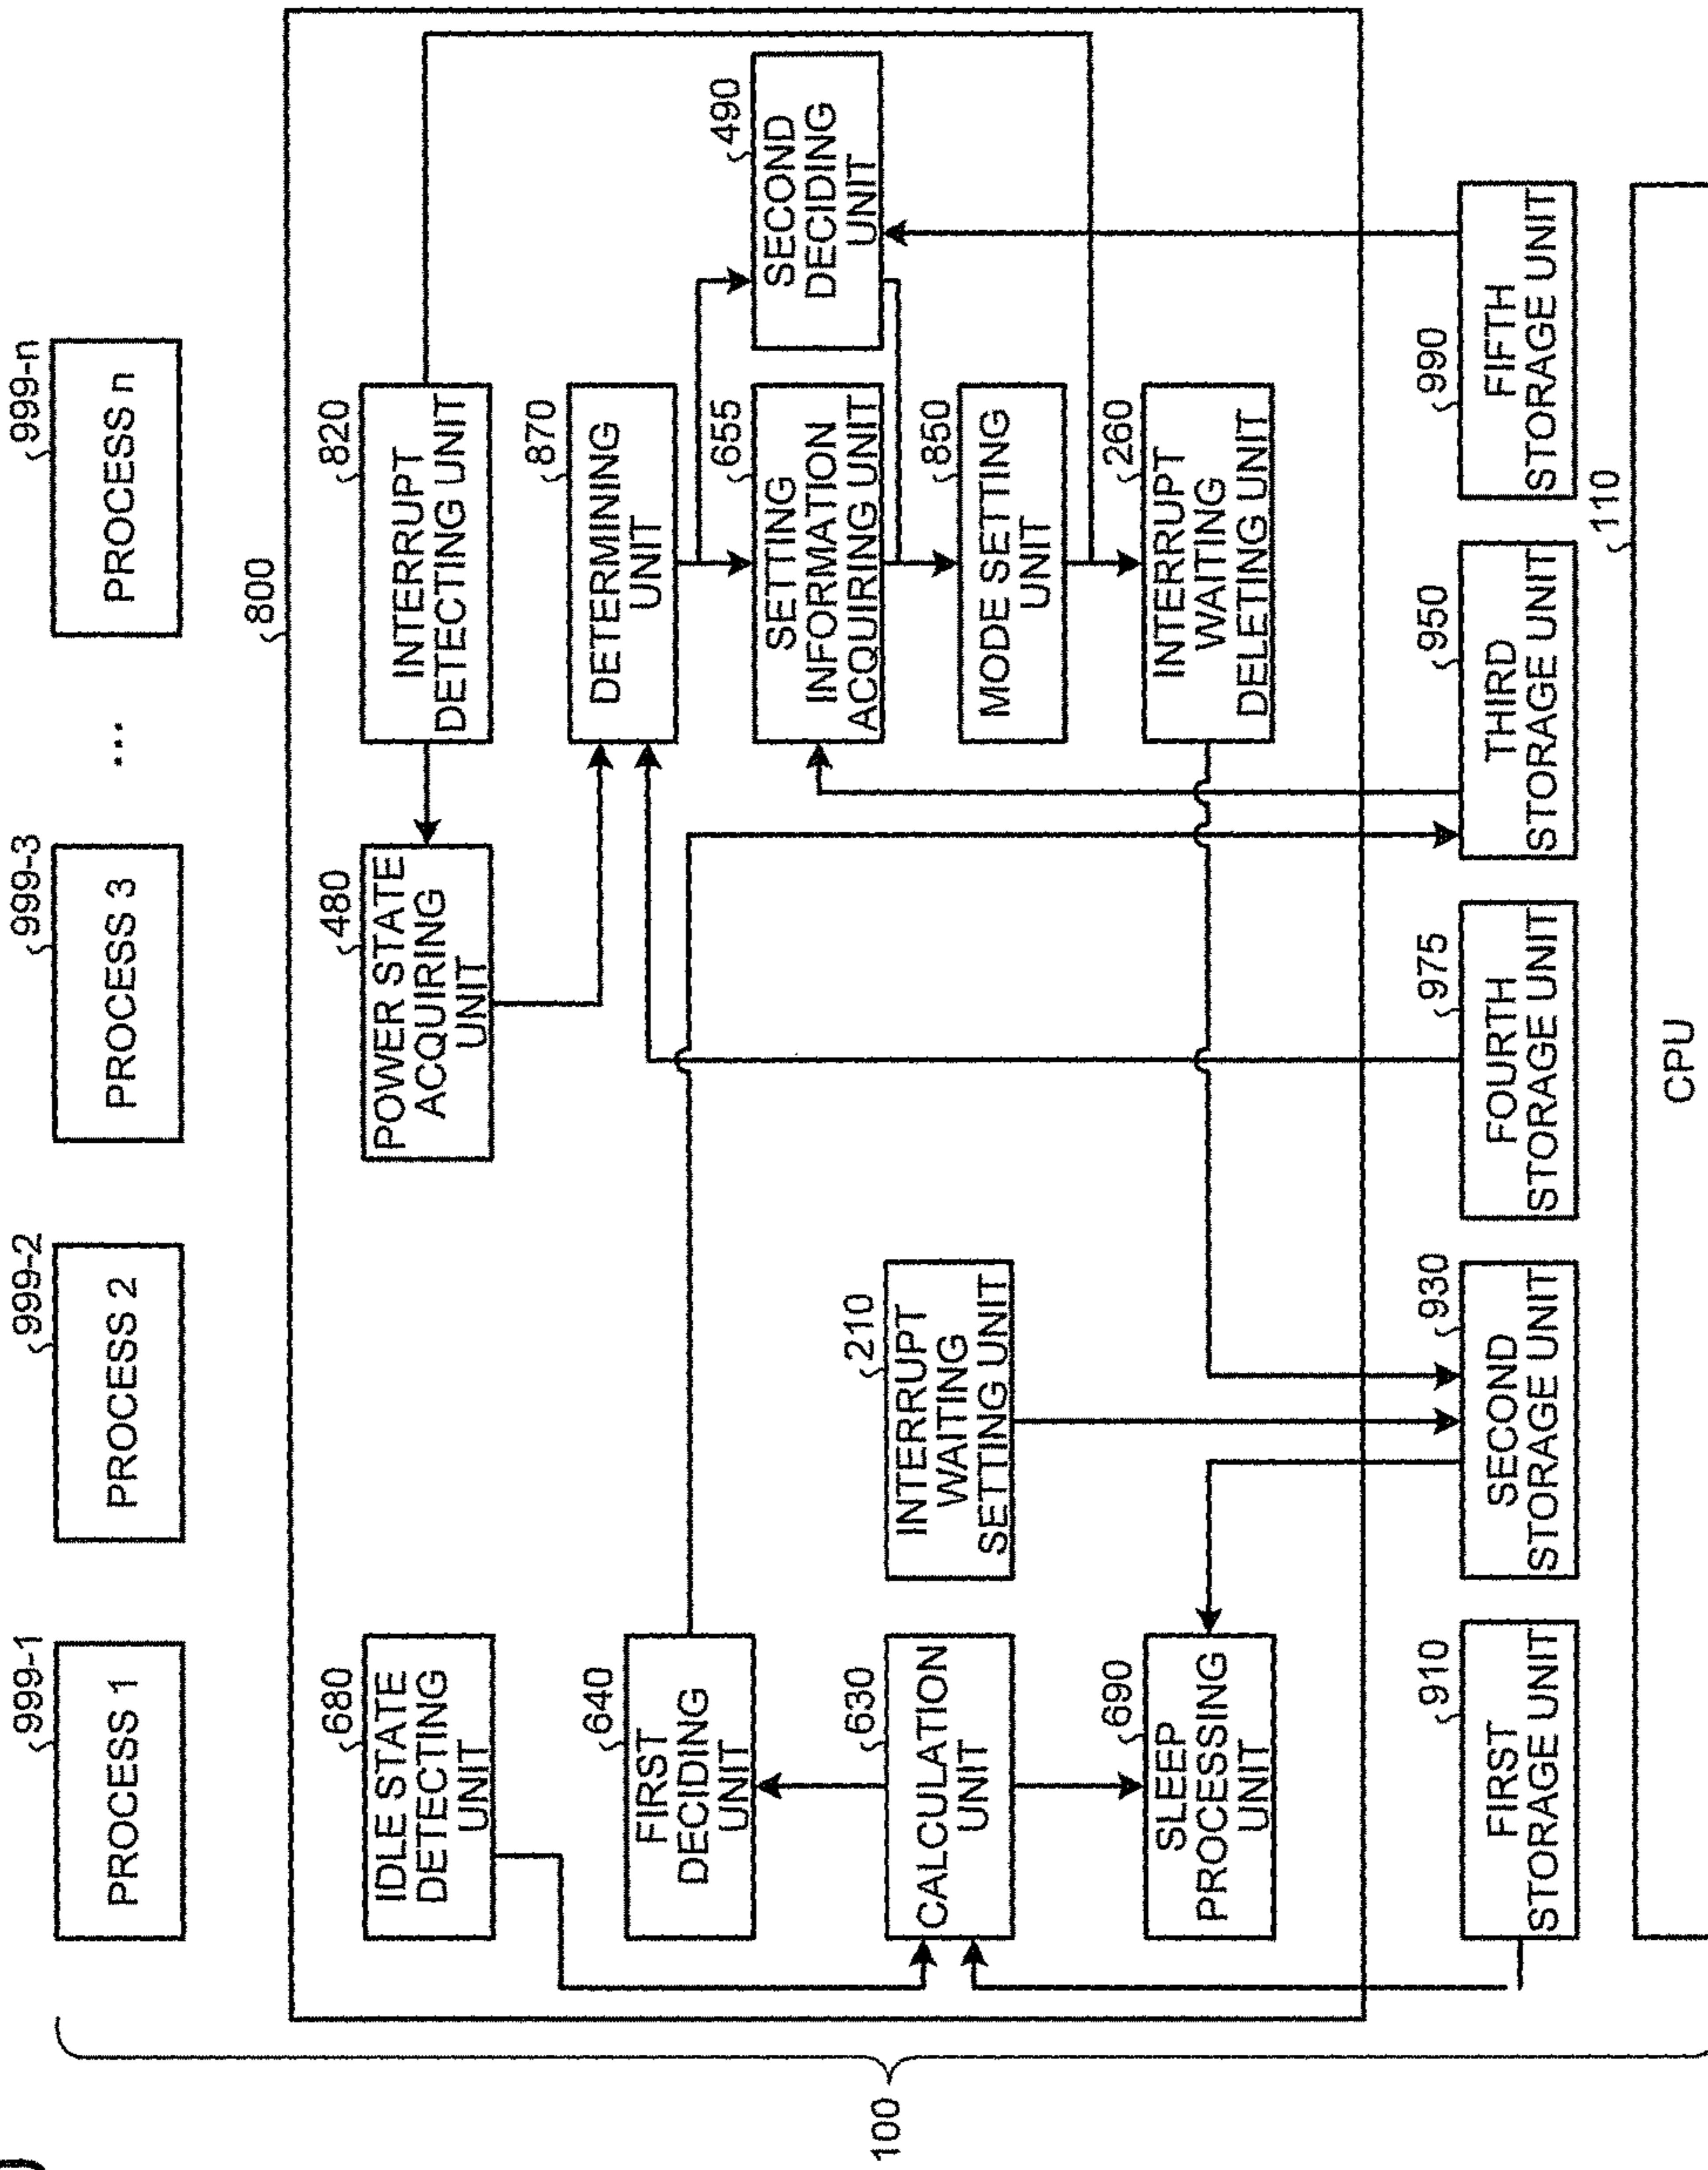 999-1
PROCESS 1
999-2
PROCESS 2
999-3
PROCESS 3
...
999-n
PROCESS n
800
680
IDLE STATE
DETECTING
UNIT
480
POWER STATE
ACQUIRING
UNIT
820
INTERRUPT
DETECTING UNIT
640
FIRST
DECIDING
UNIT
870
DETERMINING
UNIT
630
CALCULATION
UNIT
210
INTERRUPT
WAITING
SETTING UNIT
655
SETTING
INFORMATION
ACQUIRING UNIT
490
SECOND
DECIDING
UNIT
850
MODE SETTING
UNIT
690
SLEEP
PROCESSING
UNIT
260
INTERRUPT
WAITING
DELETING UNIT
910
FIRST
STORAGE UNIT
930
SECOND
STORAGE UNIT
975
FOURTH
STORAGE UNIT
950
THIRD
STORAGE UNIT
990
FIFTH
STORAGE UNIT
110
CPU
100